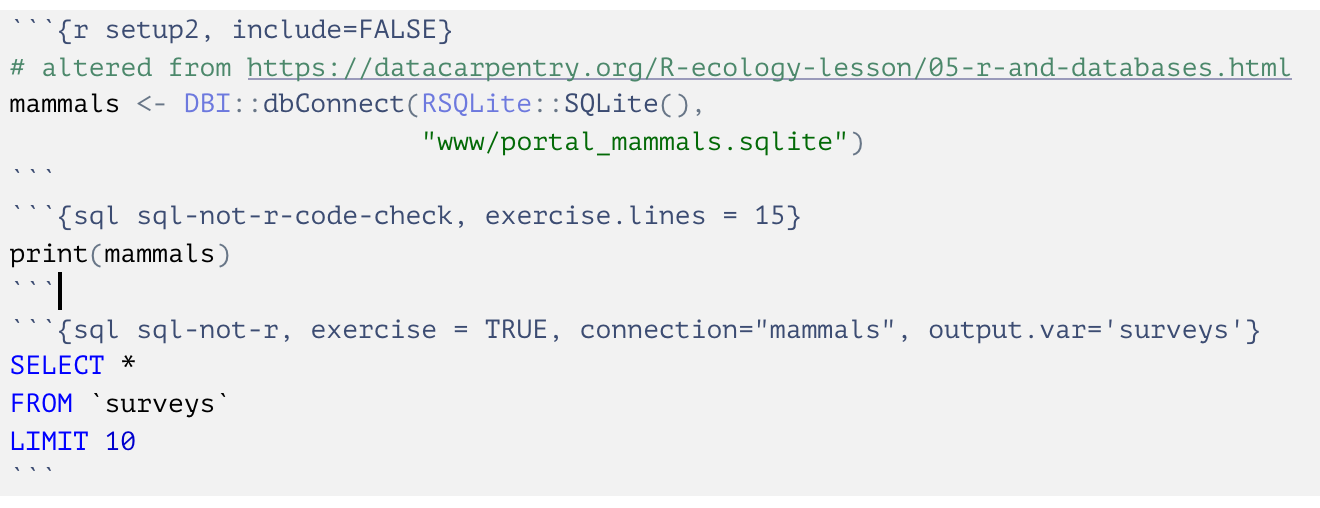 ```{r setup2, include=FALSE}
# altered from https://datacarpentry.org/R-ecology-lesson/05-r-and-databases.html
mammals <- DBI::dbConnect(RSQLite::SQLite(),
                          "www/portal_mammals.sqlite")
```
```{sql sql-not-r-code-check, exercise.lines = 15}
print(mammals)
```
```{sql sql-not-r, exercise = TRUE, connection="mammals", output.var='surveys'}
SELECT *
FROM `surveys`
LIMIT 10
```